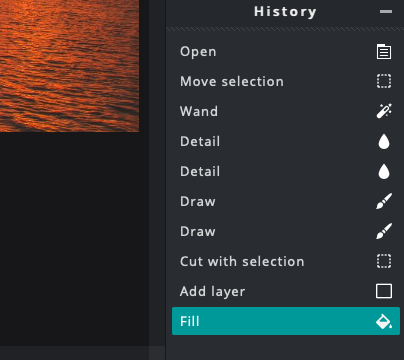 History
Open
Move selection
Wand
Detail
Detail
Draw
Draw
Cut with selection
Add layer
Fill